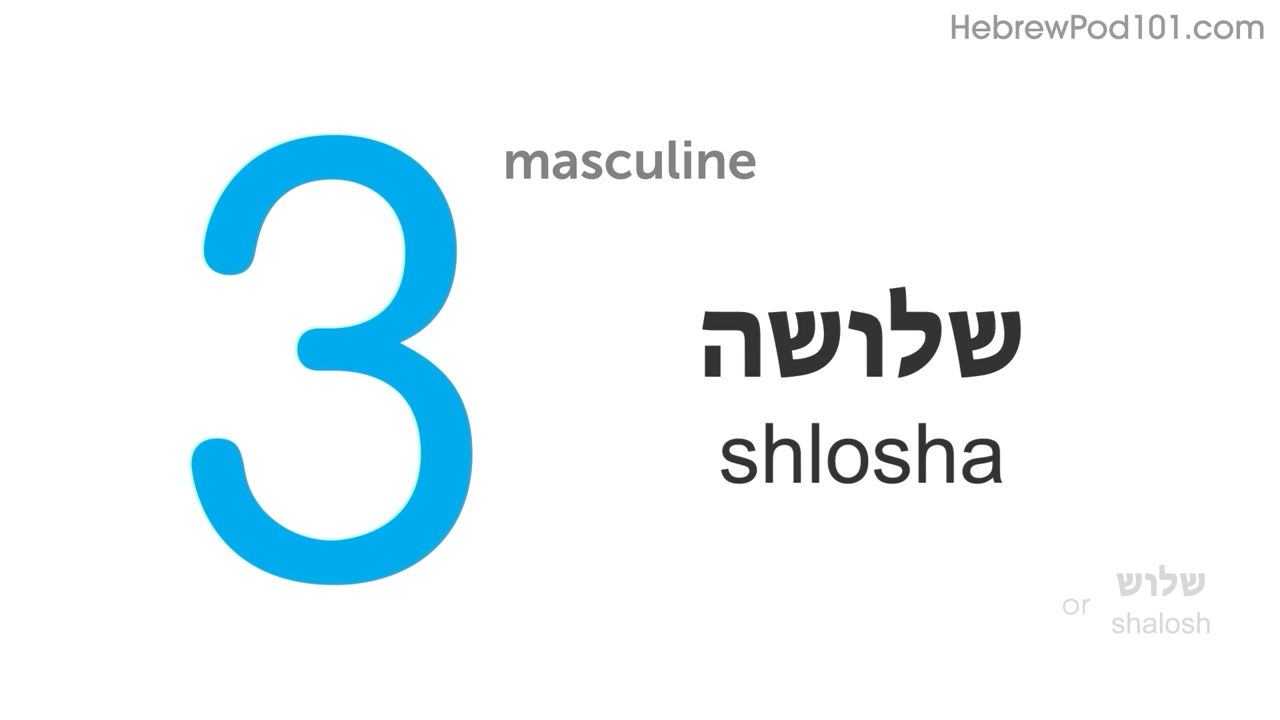 HebrewPod101.com
3
masculine
שלושה
shlosha
or
שלוש
shalosh